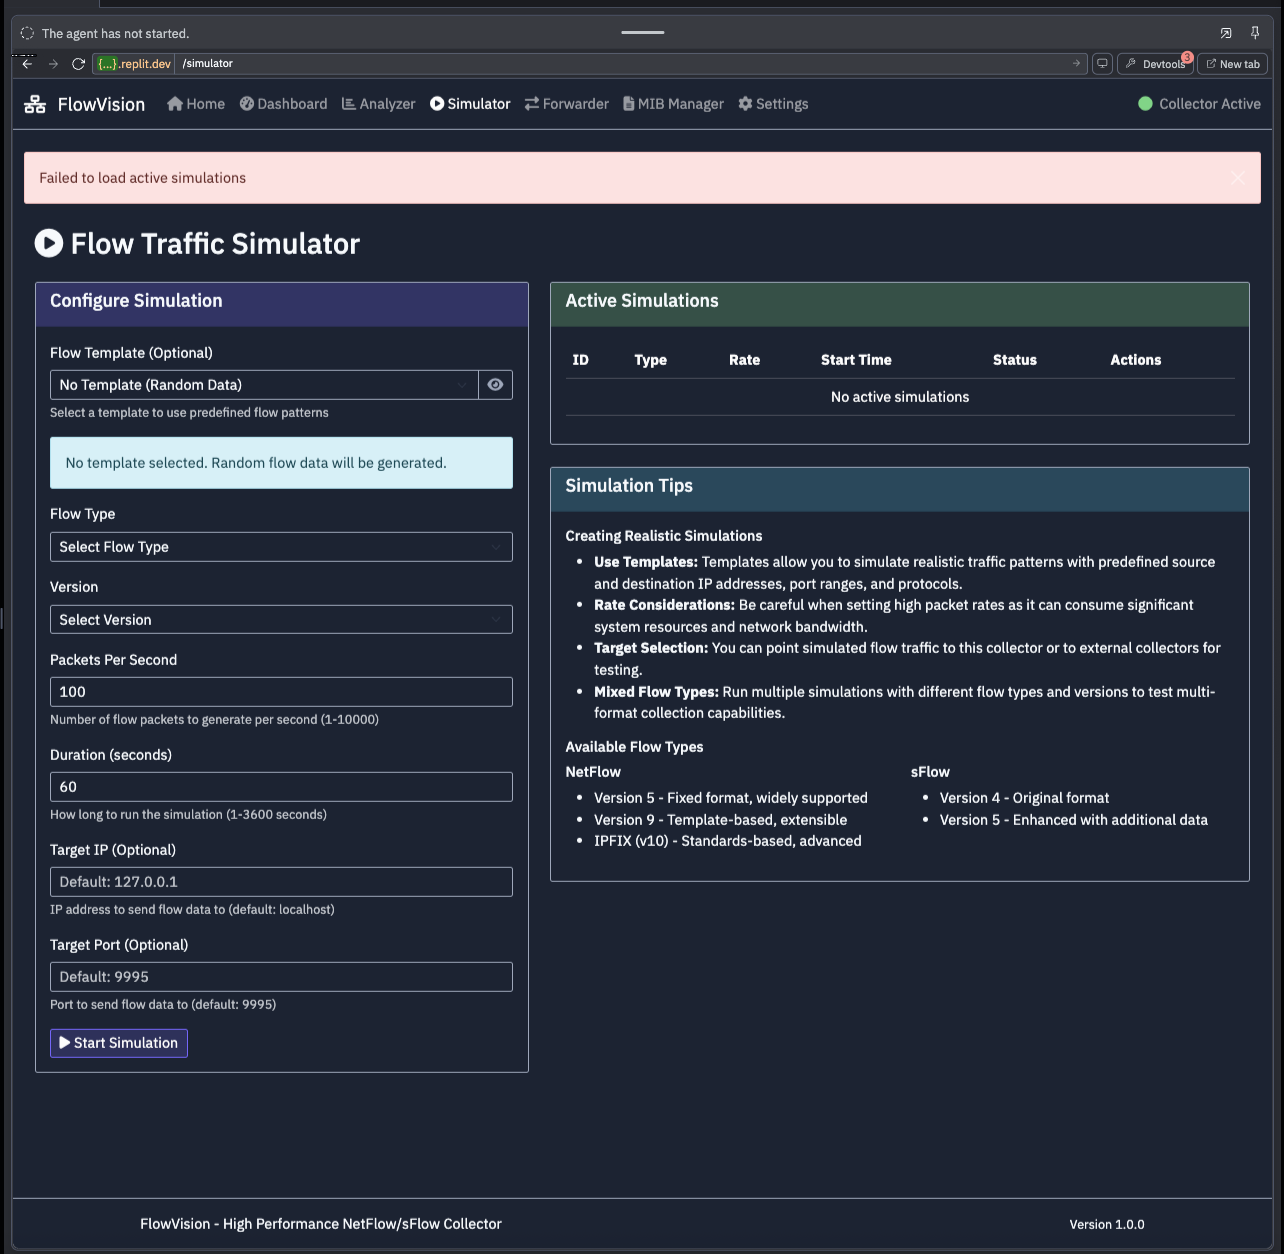 The agent has not started.
{...}.replit.dev /simulator
Devtools 3
New tab
FlowVision Home Dashboard Analyzer Simulator Forwarder MIB Manager Settings Collector Active
Failed to load active simulations
Flow Traffic Simulator
Configure Simulation
Flow Template (Optional)
No Template (Random Data)
Select a template to use predefined flow patterns
No template selected. Random flow data will be generated.
Flow Type
Select Flow Type
Version
Select Version
Packets Per Second
100
Number of flow packets to generate per second (1-10000)
Duration (seconds)
60
How long to run the simulation (1-3600 seconds)
Target IP (Optional)
Default: 127.0.0.1
IP address to send flow data to (default: localhost)
Target Port (Optional)
Default: 9995
Port to send flow data to (default: 9995)
Start Simulation
Active Simulations
ID Type Rate Start Time Status Actions
No active simulations
Simulation Tips
Creating Realistic Simulations
• Use Templates: Templates allow you to simulate realistic traffic patterns with predefined source
and destination IP addresses, port ranges, and protocols.
• Rate Considerations: Be careful when setting high packet rates as it can consume significant
system resources and network bandwidth.
• Target Selection: You can point simulated flow traffic to this collector or to external collectors for
testing.
• Mixed Flow Types: Run multiple simulations with different flow types and versions to test multi-
format collection capabilities.
Available Flow Types
NetFlow
• Version 5 - Fixed format, widely supported
• Version 9 - Template-based, extensible
• IPFIX (v10) - Standards-based, advanced
sFlow
• Version 4 - Original format
• Version 5 - Enhanced with additional data
FlowVision - High Performance NetFlow/sFlow Collector
Version 1.0.0